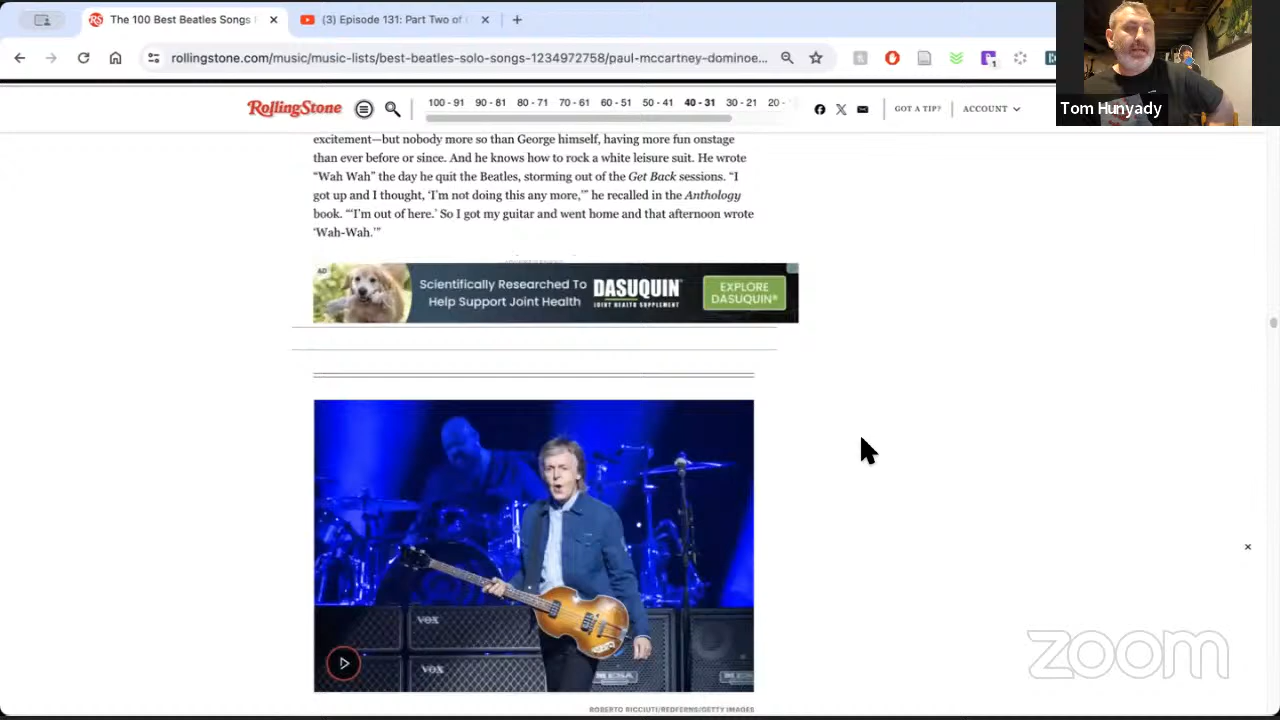 The 100 Best Beatles Songs
(3) Episode 131: Part Two of
rollingstone.com/music/music-lists/best-beatles-solo-songs-1234972758/paul-mccartney-dominoe...
1
Tom Hunyady
RollingStone
100 - 91 90 - 81 80 - 71 70 - 61 60 - 51 50 - 41 40 - 31 30 - 21 20 -
GOT A TIP?
ACCOUNT
excitement—but nobody more so than George himself, having more fun onstage
than ever before or since. And he knows how to rock a white leisure suit. He wrote
“Wah Wah” the day he quit the Beatles, storming out of the Get Back sessions. “I
got up and I thought, ‘I’m not doing this any more,’” he recalled in the Anthology
book. “‘I’m out of here.’ So I got my guitar and went home and that afternoon wrote
‘Wah-Wah.’”
AD
Scientifically Researched To
Help Support Joint Health
DASUQUIN
JOINT HEALTH SUPPLEMENT
EXPLORE
DASUQUIN®
VOX
VOX
MESA
MESA
ROBERTO RICCIUTI/REDFERNS/GETTY IMAGES
zoom